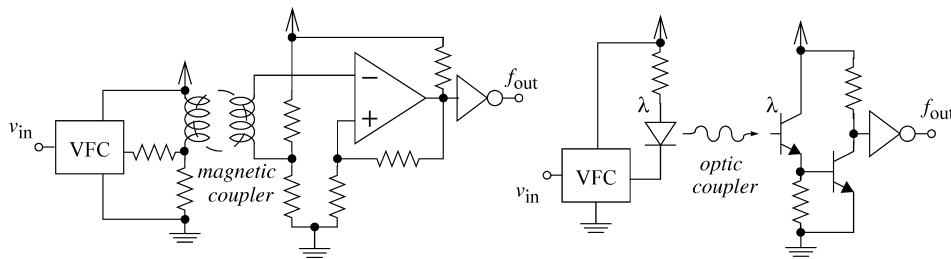 v_in
VFC
magnetic
coupler
−
+
f_out
v_in
VFC
λ
optic
coupler
λ
f_out